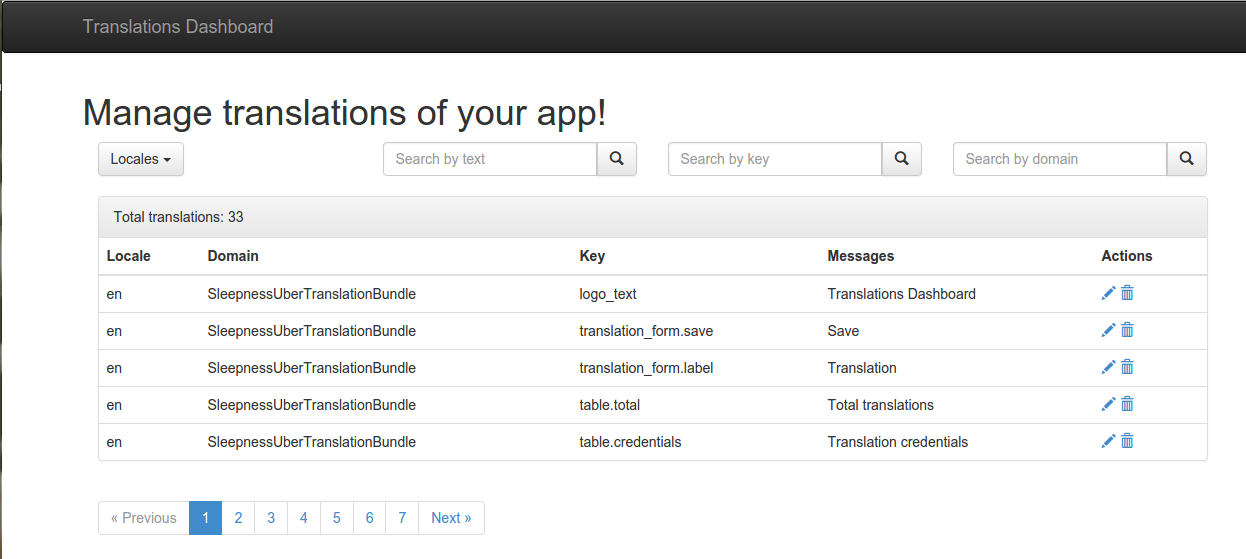 Translations Dashboard
Manage translations of your app!
Locales Search by text Search by key Search by domain
Total translations: 33
Locale Domain Key Messages Actions
en SleepnessUberTranslationBundle logo_text Translations Dashboard
en SleepnessUberTranslationBundle translation_form.save Save
en SleepnessUberTranslationBundle translation_form.label Translation
en SleepnessUberTranslationBundle table.total Total translations
en SleepnessUberTranslationBundle table.credentials Translation credentials
« Previous 1 2 3 4 5 6 7 Next »